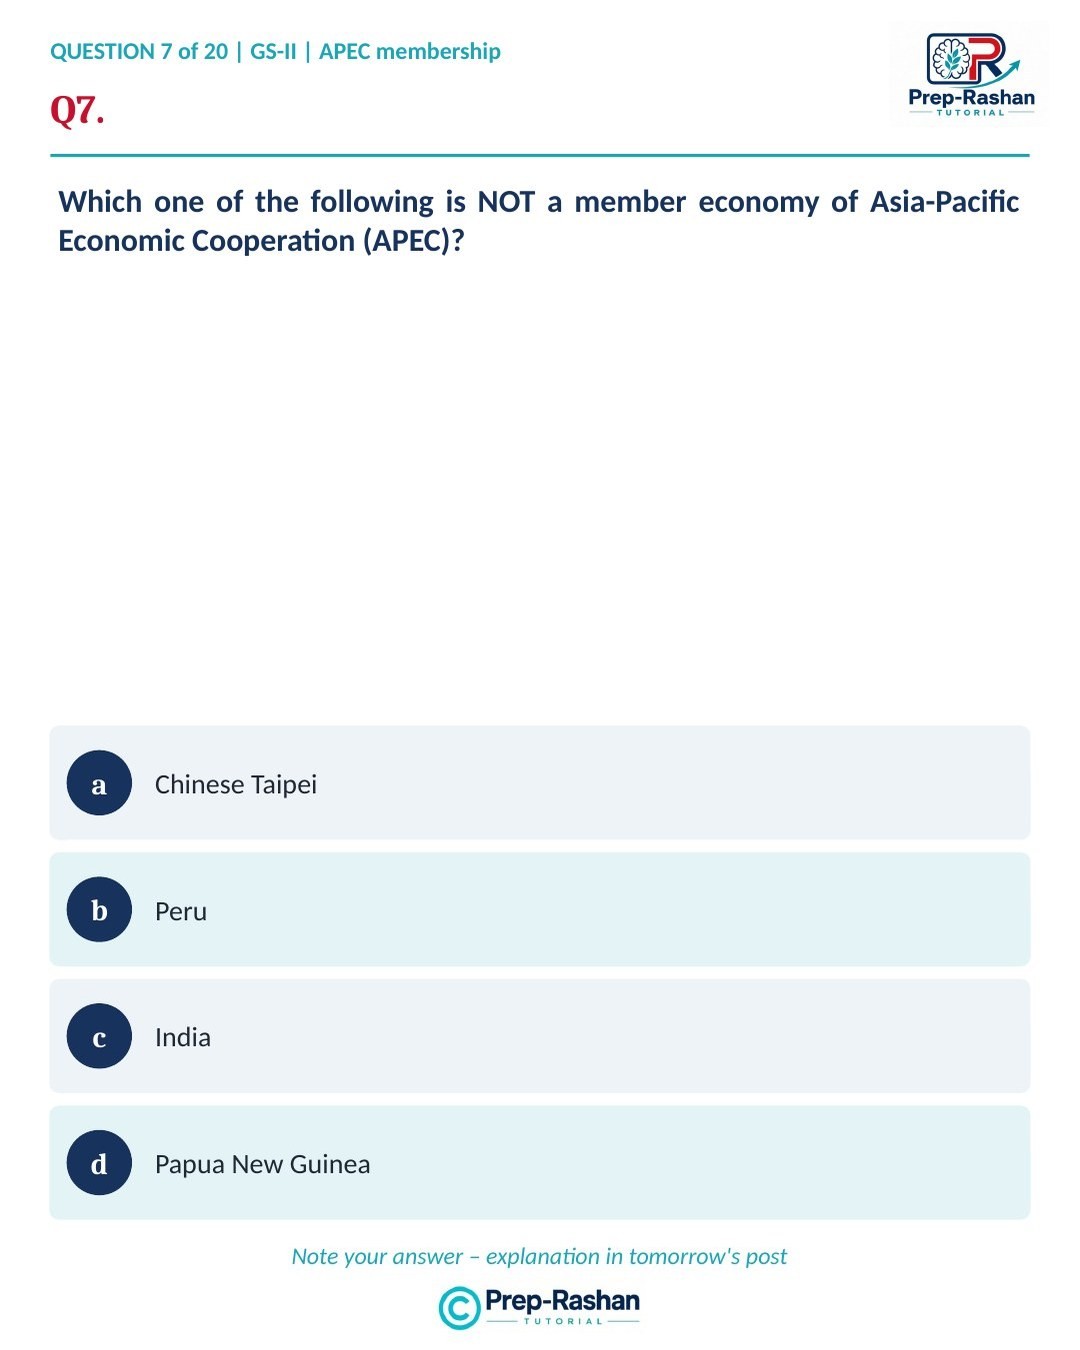 QUESTION 7 of 20 | GS-II | APEC membership
Prep-Rashan
TUTORIAL
Q7.
Which one of the following is NOT a member economy of Asia-Pacific
Economic Cooperation (APEC)?
a Chinese Taipei
b Peru
c India
d Papua New Guinea
Note your answer – explanation in tomorrow's post
© Prep-Rashan
TUTORIAL